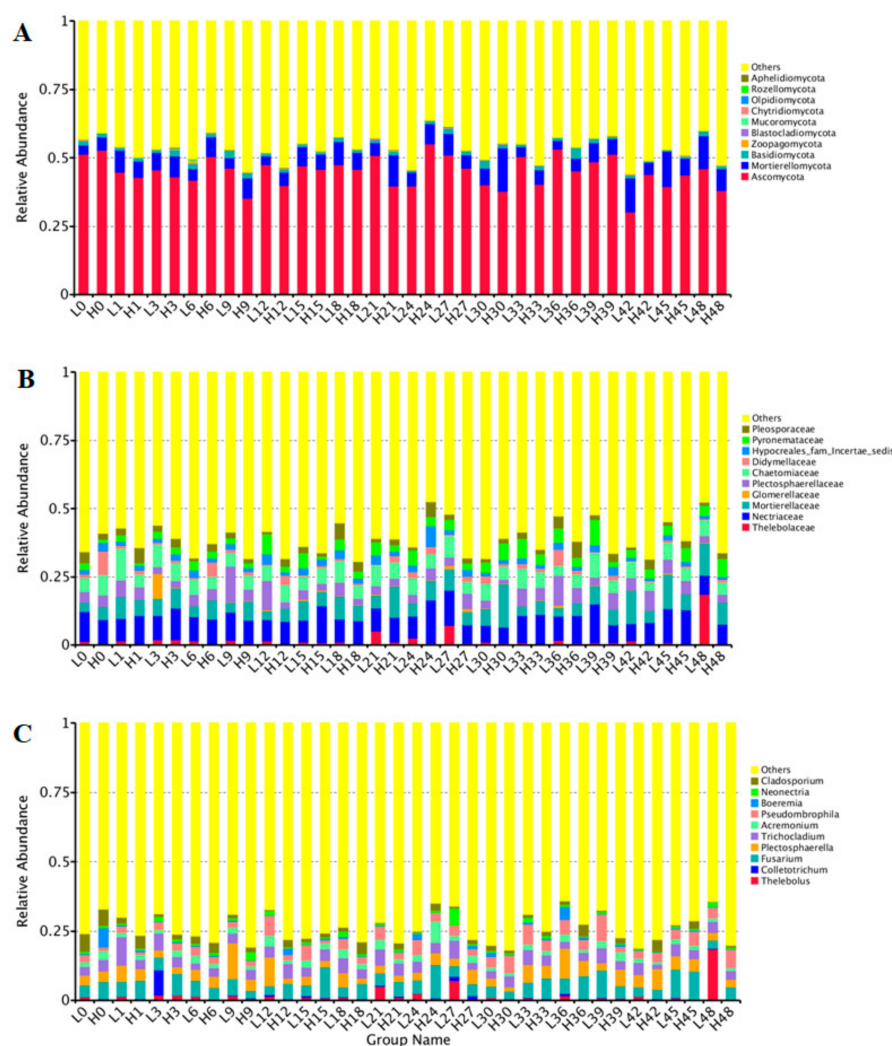 A
1
0.75
0.5
0.25
0
Relative Abundance
Others
Aphelidiomycota
Rozellomycota
Olpidiomycota
Chytridiomycota
Mucoromycota
Blastocladiomycota
Zoopagomycota
Basidiomycota
Mortierellomycota
Ascomycota
L0 H0 L1 H1 L3 H3 L6 H6 L9 H9 L12 H12 L15 H15 L18 H18 L21 H21 L24 H24 L27 H27 L30 H30 L33 H33 L36 H36 L39 H39 L42 H42 L45 H45 L48 H48
B
1
0.75
0.5
0.25
0
Relative Abundance
Others
Pleosporaceae
Pyronemataceae
Hypocreales_fam_Incertae_sedis
Didymellaceae
Chaetomiaceae
Plectosphaerellaceae
Glomerellaceae
Mortierellaceae
Nectriaceae
Thelebolaceae
L0 H0 L1 H1 L3 H3 L6 H6 L9 H9 L12 H12 L15 H15 L18 H18 L21 H21 L24 H24 L27 H27 L30 H30 L33 H33 L36 H36 L39 H39 L42 H42 L45 H45 L48 H48
C
1
0.75
0.5
0.25
0
Relative Abundance
Others
Cladosporium
Neonectria
Boeremia
Pseudombrophila
Acremonium
Trichocladium
Plectosphaerella
Fusarium
Colletotrichum
Thelebolus
L0 H0 L1 H1 L3 H3 L6 H6 L9 H9 L12 H12 L15 H15 L18 H18 L21 H21 L24 H24 L27 H27 L30 H30 L33 H33 L36 H36 L39 H39 L42 H42 L45 H45 L48 H48
Group Name